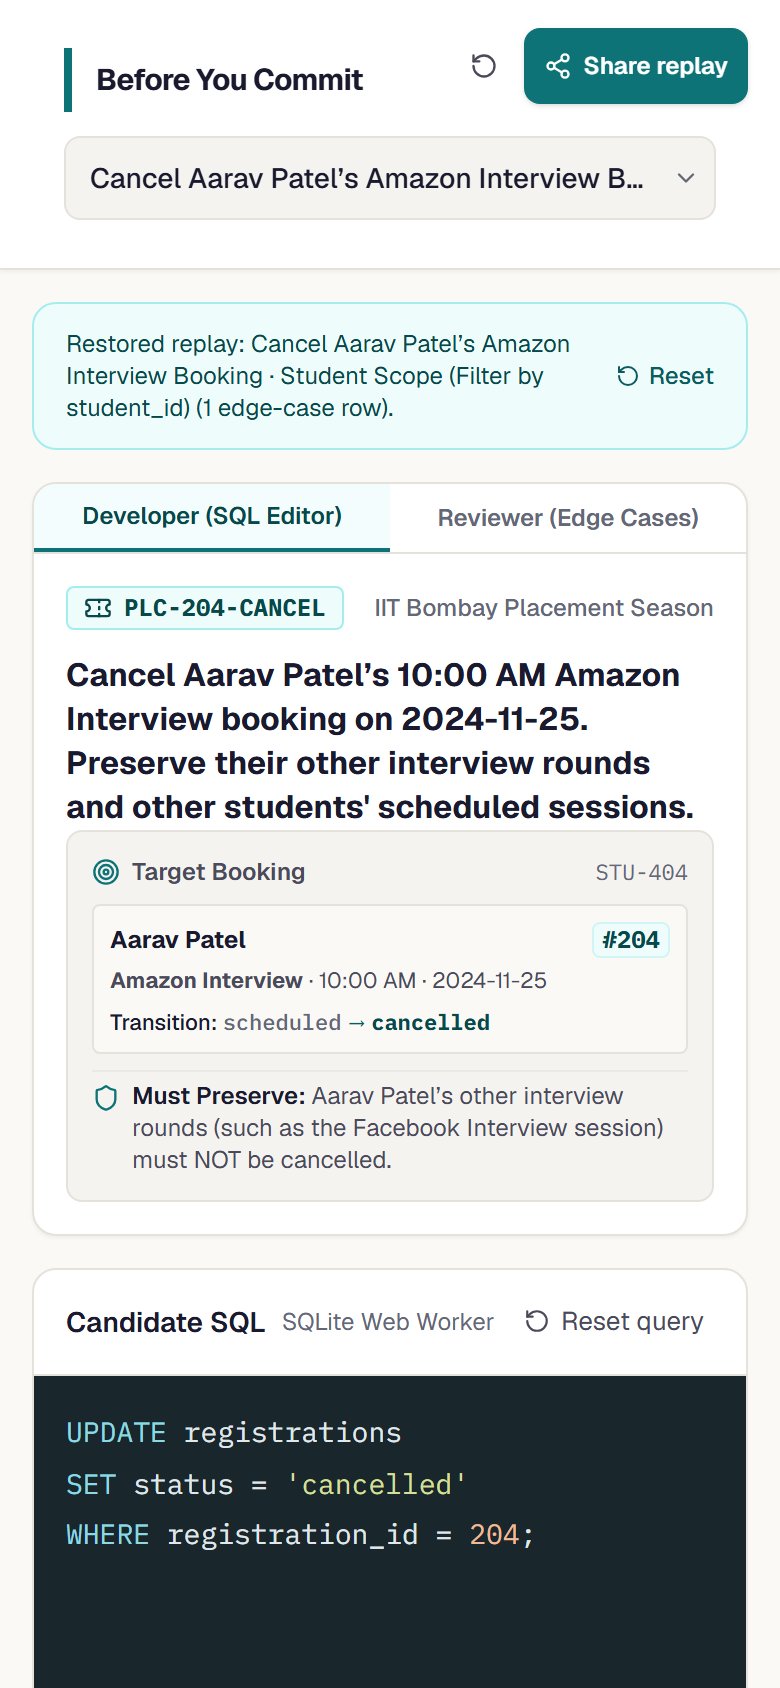 Before You Commit
Share replay
Cancel Aarav Patel’s Amazon Interview B...
Restored replay: Cancel Aarav Patel’s Amazon
Interview Booking · Student Scope (Filter by
student_id) (1 edge-case row).
Reset
Developer (SQL Editor)
Reviewer (Edge Cases)
PLC-204-CANCEL
IIT Bombay Placement Season
Cancel Aarav Patel’s 10:00 AM Amazon
Interview booking on 2024-11-25.
Preserve their other interview rounds
and other students' scheduled sessions.
Target Booking
STU-404
Aarav Patel
#204
Amazon Interview · 10:00 AM · 2024-11-25
Transition: scheduled → cancelled
Must Preserve: Aarav Patel’s other interview
rounds (such as the Facebook Interview session)
must NOT be cancelled.
Candidate SQL
SQLite Web Worker
Reset query
UPDATE registrations
SET status = 'cancelled'
WHERE registration_id = 204;